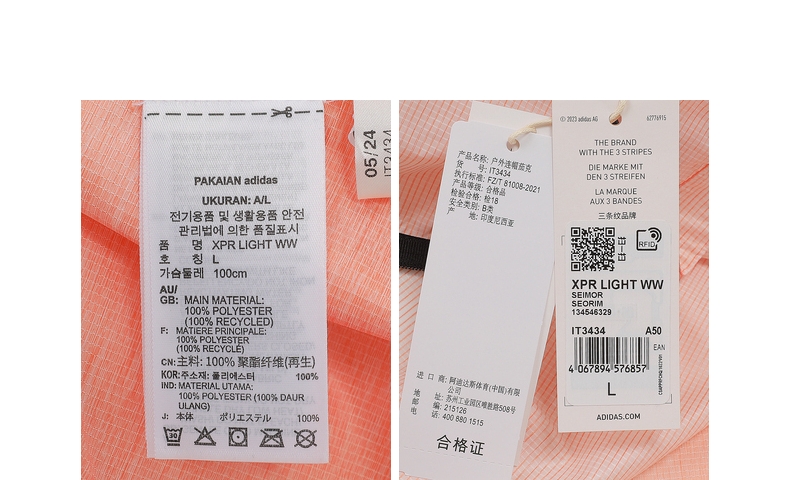 PAKAIAN adidas
UKURAN: A/L
전기용품 및 생활용품 안전
관리법에 의한 품질표시
품 명 XPR LIGHT WW
호 칭 L
가슴둘레 100cm
AU/
GB: MAIN MATERIAL:
100% POLYESTER
(100% RECYCLED)
F: MATIERE PRINCIPALE:
100% POLYESTER
(100% RECYCLÉ)
CN: 主料: 100% 聚酯纤维(再生)
KOR: 주소재: 폴리에스터 100%
IND: MATERIAL UTAMA:
100% POLYESTER (100% DAUR
ULANG)
J: 本体 ポリエステル 100%
05/24
IT3434
产品名称: 户外连帽茄克
货 号: IT3434
执行标准: FZ/T 81008-2021
产品等级: 合格品
检验合格: 检18
安全类别: B类
产 地: 印度尼西亚
进 口 商: 阿迪达斯体育(中国)有限
公司
地 址: 苏州工业园区唯胜路508号
邮 编: 215126
电 话: 400 880 1515
合格证
© 2023 adidas AG 62776915
THE BRAND
WITH THE 3 STRIPES
DIE MARKE MIT
DEN 3 STREIFEN
LA MARQUE
AUX 3 BANDES
三条纹品牌
RFID
XPR LIGHT WW
SEIMOR
SEORIM
134546329
IT3434 A50
EAN
4 067894 576857
L
ADIDAS.COM